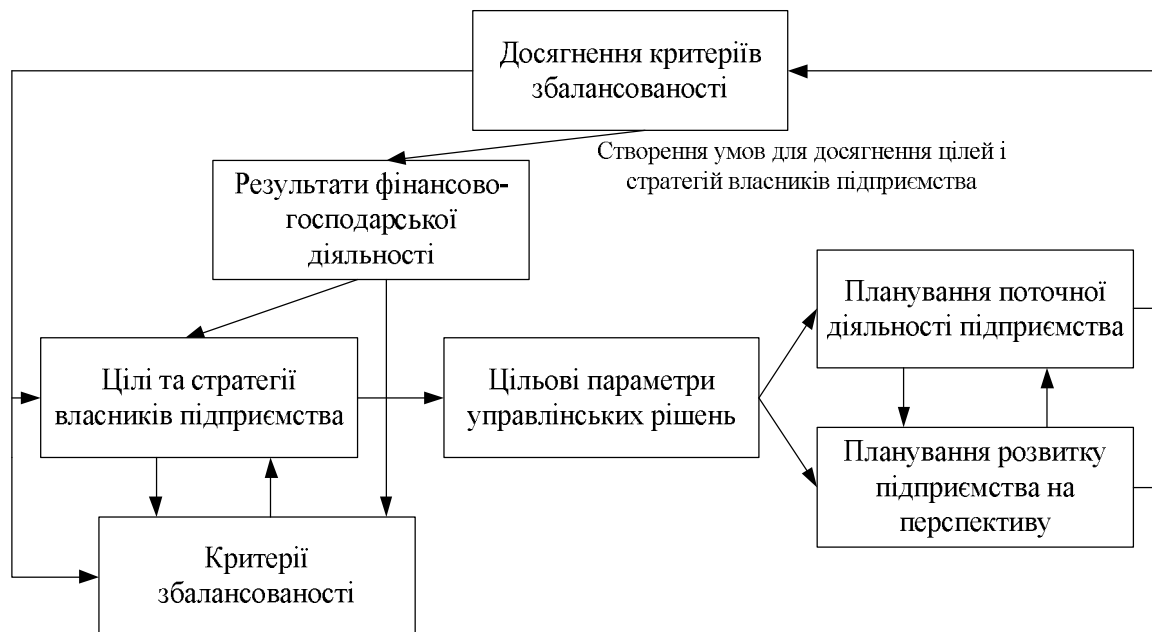 Досягнення критеріїв
збалансованості
Створення умов для досягнення цілей і
стратегій власників підприємства
Результати фінансово-
господарської
діяльності
Планування поточної
діяльності підприємства
Цілі та стратегії
власників підприємства
Цільові параметри
управлінських рішень
Планування розвитку
підприємства на
перспективу
Критерії
збалансованості